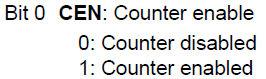 Bit 0 CEN: Counter enable
0: Counter disabled
1: Counter enabled